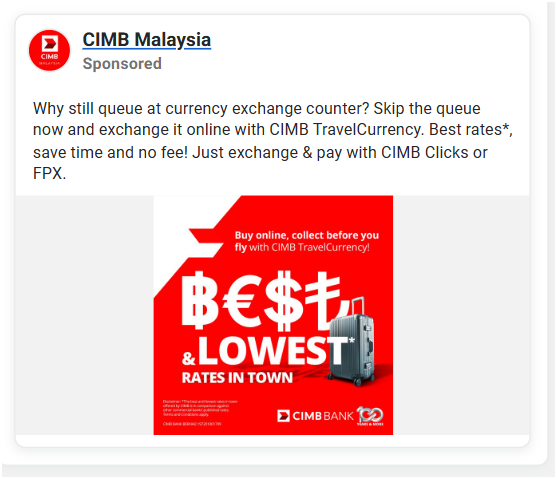 CIMB Malaysia
Sponsored
Why still queue at currency exchange counter? Skip the queue
now and exchange it online with CIMB TravelCurrency. Best rates*,
save time and no fee! Just exchange & pay with CIMB Clicks or
FPX.
CIMB
Buy online, collect before you
fly with CIMB TravelCurrency!
฿€$₺
& LOWEST*
RATES IN TOWN
CIMB BANK 100